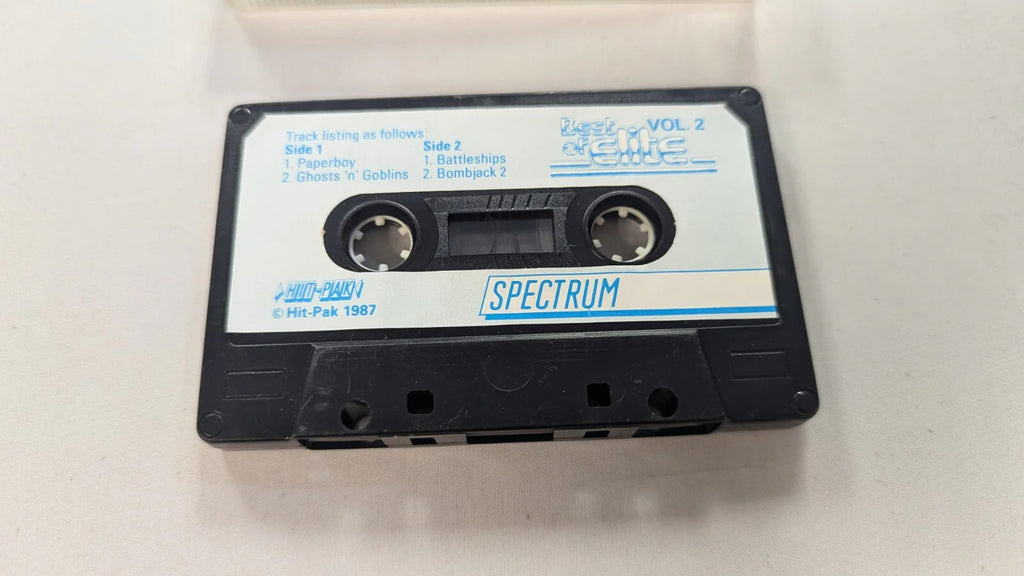 Track listing as follows:
Side 1
1. Paperboy
2. Ghosts 'n' Goblins
Side 2
1. Battleships
2. Bombjack 2
Best of elite VOL. 2
HIT-PAK
© Hit-Pak 1987
SPECTRUM